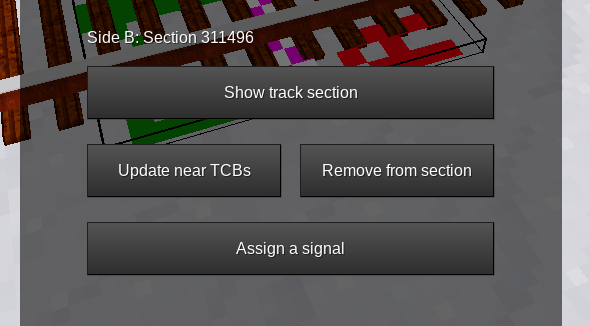 Side B: Section 311496
Show track section
Update near TCBs
Remove from section
Assign a signal